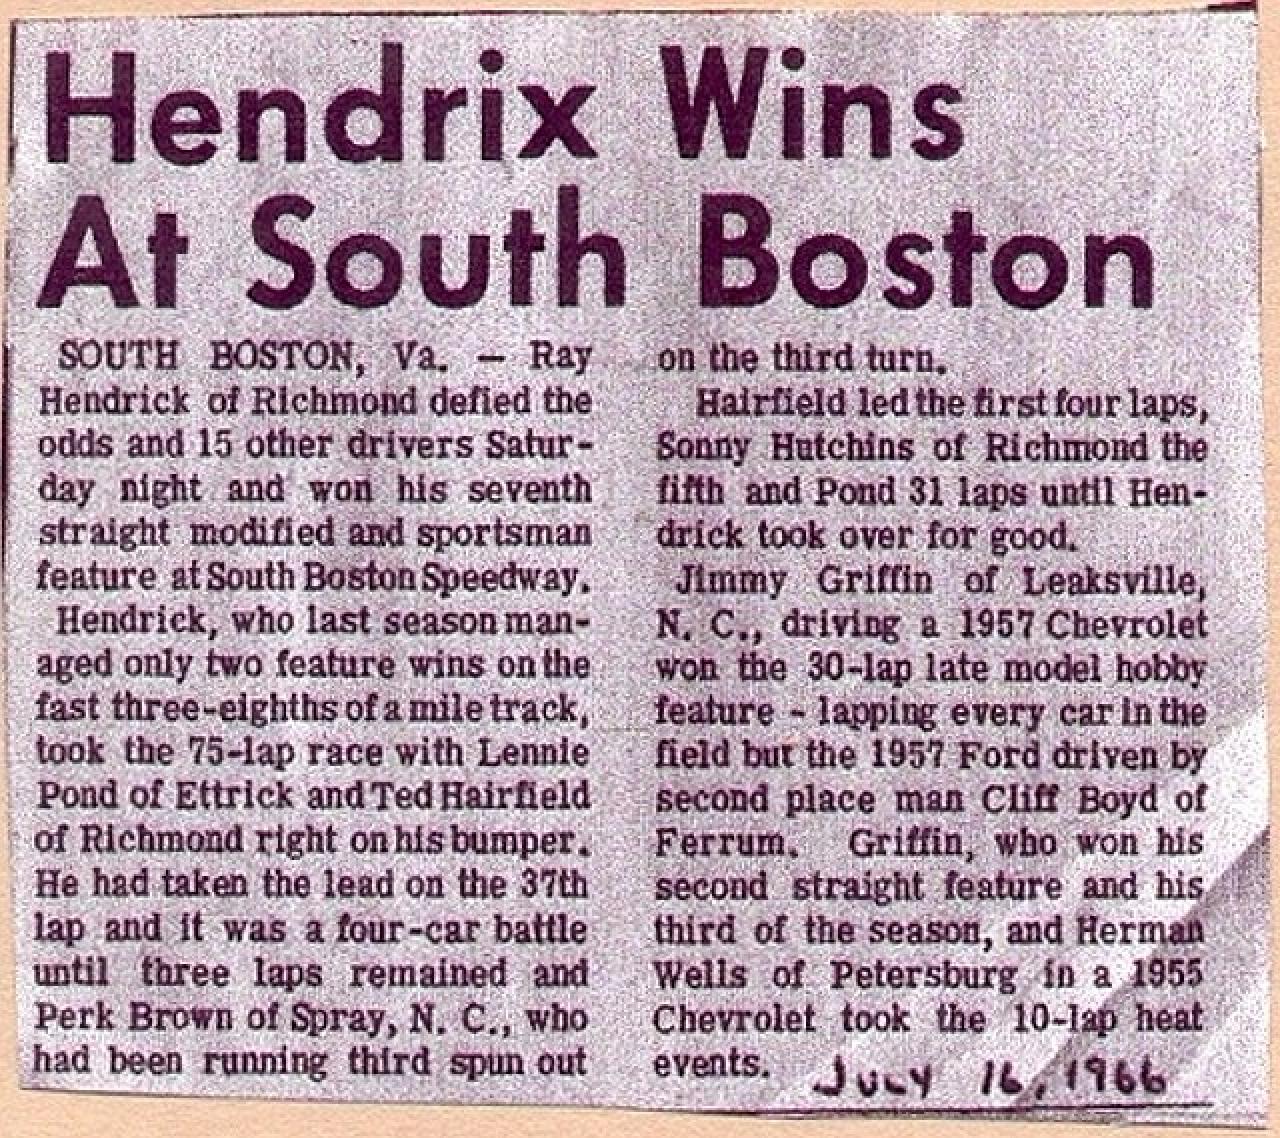 Hendrix Wins
At South Boston
SOUTH BOSTON, Va. — Ray
Hendrick of Richmond defied the
odds and 15 other drivers Satur-
day night and won his seventh
straight modified and sportsman
feature at South Boston Speedway.
Hendrick, who last season man-
aged only two feature wins on the
fast three-eighths of a mile track,
took the 75-lap race with Lennie
Pond of Ettrick and Ted Hairfield
of Richmond right on his bumper.
He had taken the lead on the 37th
lap and it was a four-car battle
until three laps remained and
Perk Brown of Spray, N. C., who
had been running third spun out
on the third turn.
Hairfield led the first four laps,
Sonny Hutchins of Richmond the
fifth and Pond 31 laps until Hen-
drick took over for good.
Jimmy Griffin of Leaksville,
N. C., driving a 1957 Chevrolet
won the 30-lap late model hobby
feature - lapping every car in the
field but the 1957 Ford driven by
second place man Cliff Boyd of
Ferrum. Griffin, who won his
second straight feature and his
third of the season, and Herman
Wells of Petersburg in a 1955
Chevrolet took the 10-lap heat
events.
July 16, 1966